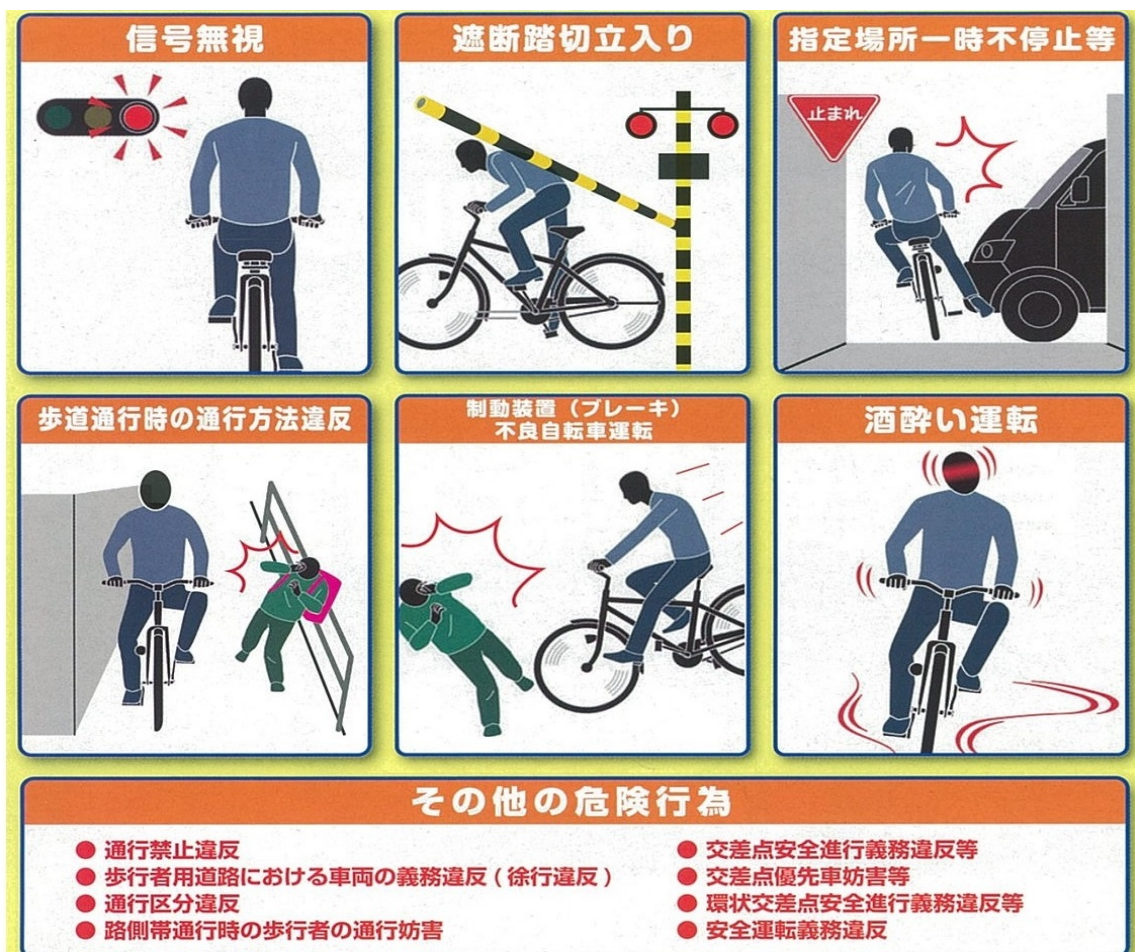 信号無視
遮断踏切立入り
指定場所一時不停止等
止まれ
歩道通行時の通行方法違反
制動装置（ブレーキ）
不良自転車運転
酒酔い運転
その他の危険行為
● 通行禁止違反
● 歩行者用道路における車両の義務違反 ( 徐行違反 )
● 通行区分違反
● 路側帯通行時の歩行者の通行妨害
● 交差点安全進行義務違反等
● 交差点優先車妨害等
● 環状交差点安全進行義務違反等
● 安全運転義務違反